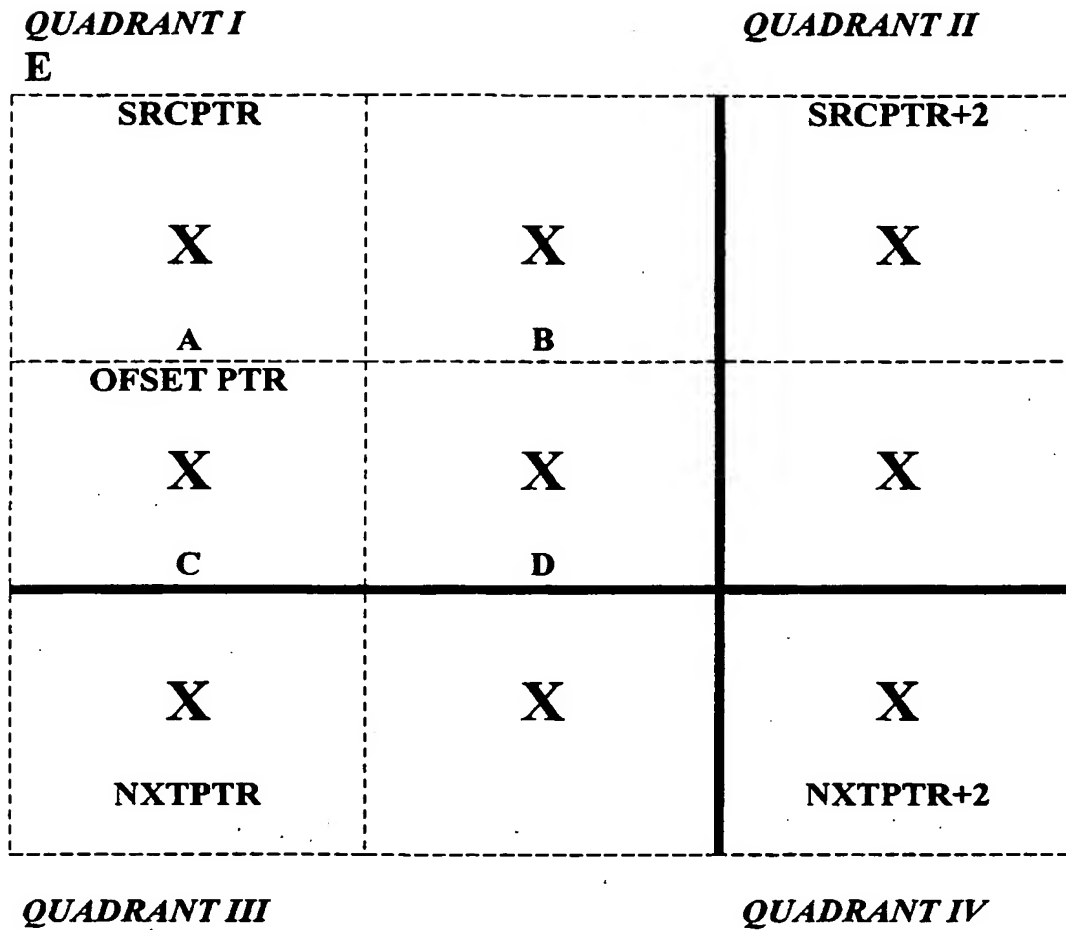 QUADRANT I QUADRANT II
E
SRCPTR SRCPTR+2
X X X
A B
OFSET PTR
X X X
C D
X X X
NXTPTR NXTPTR+2
QUADRANT III QUADRANT IV